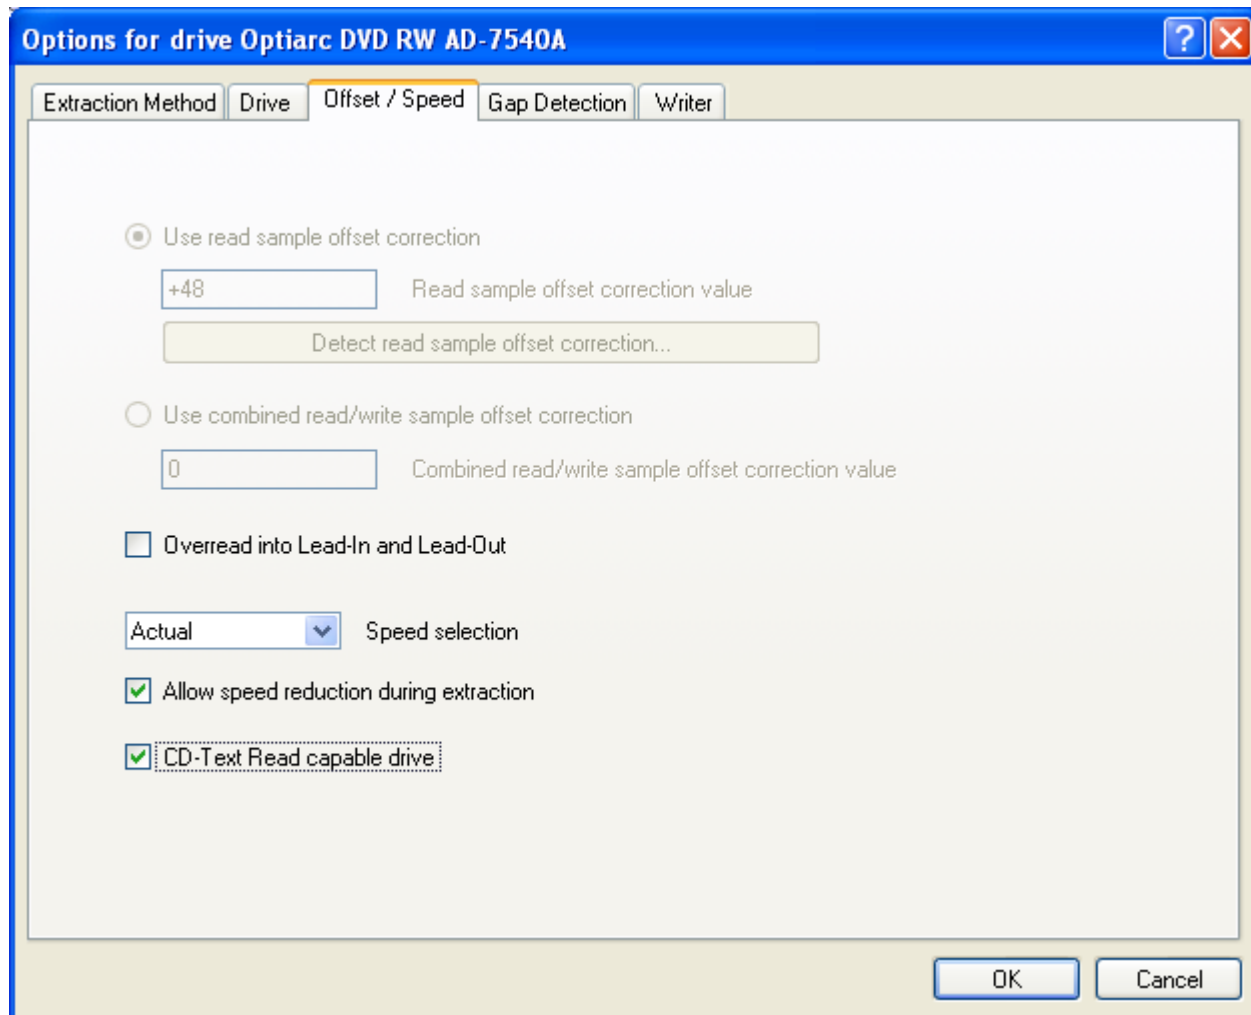 Options for drive Optiarc DVD RW AD-7540A
?
Extraction Method Drive Offset / Speed Gap Detection Writer
Use read sample offset correction
+48 Read sample offset correction value
Detect read sample offset correction...
Use combined read/write sample offset correction
0 Combined read/write sample offset correction value
Overread into Lead-In and Lead-Out
Actual Speed selection
Allow speed reduction during extraction
CD-Text Read capable drive
OK Cancel